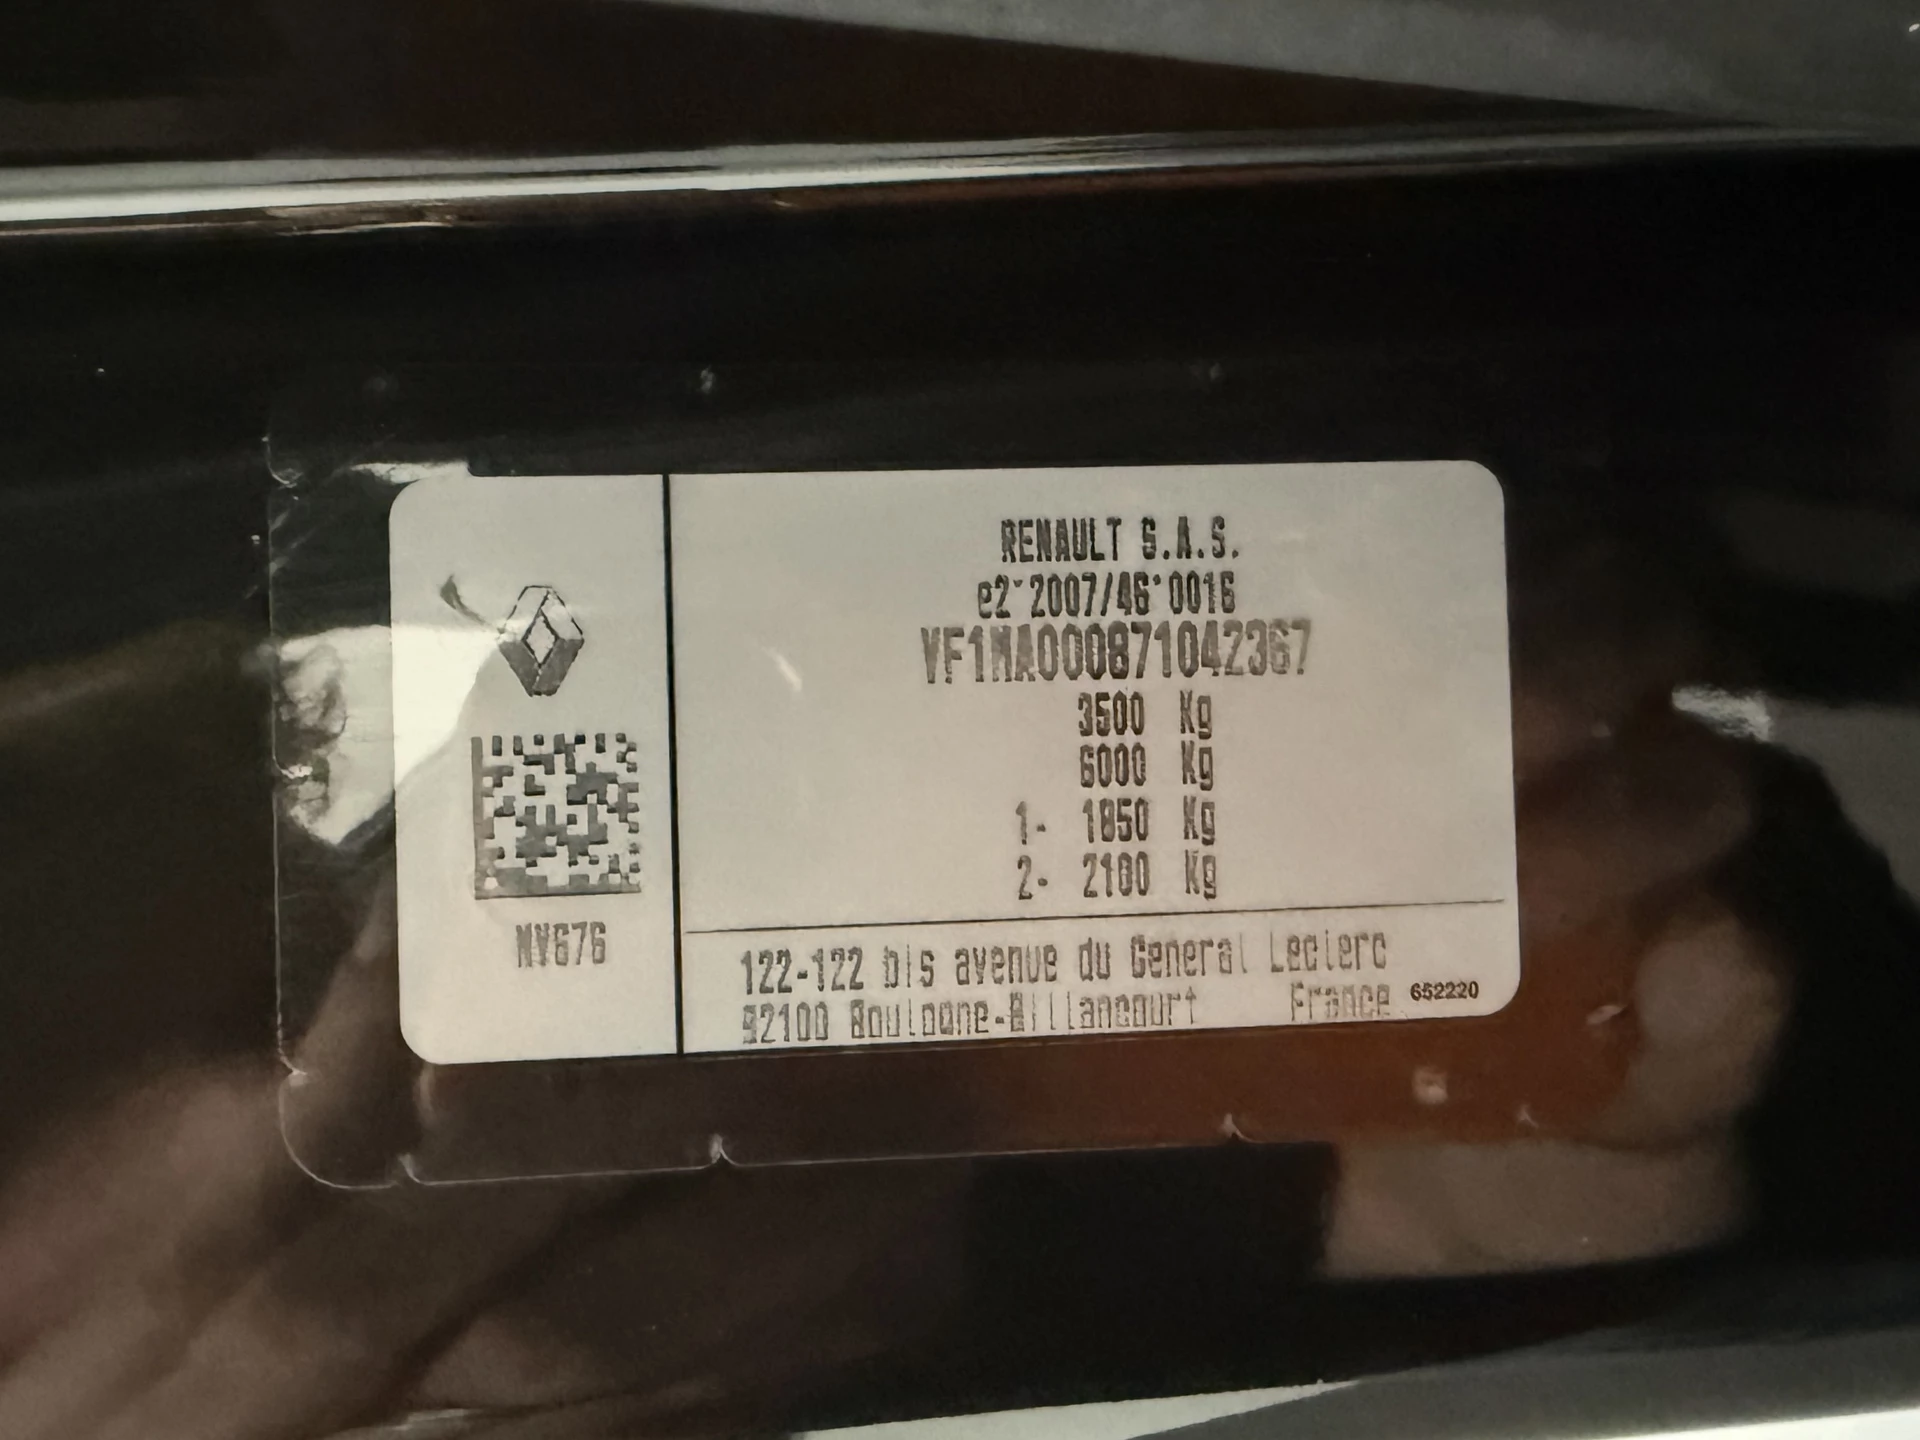 RENAULT S.A.S.
e2*2007/46*0016
VF1MA000871042367
3500 Kg
6000 Kg
1- 1850 Kg
2- 2100 Kg
MV676
122-122 bis avenue du General Leclerc
92100 Boulogne-Billancourt France 652220